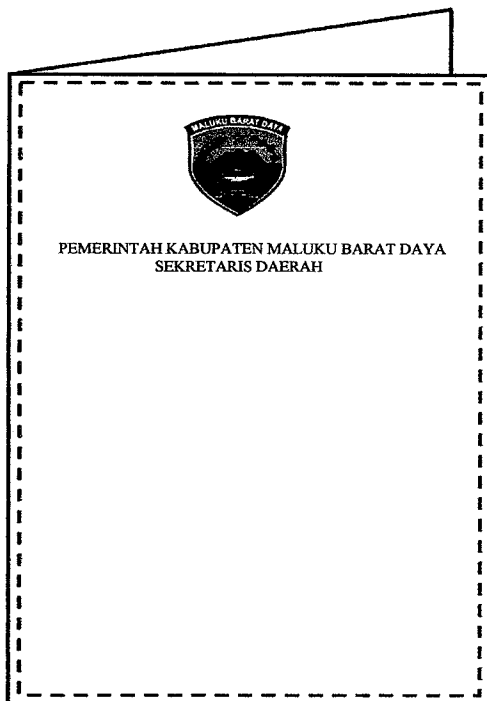 MALUKU BARAT DAYA
PEMERINTAH KABUPATEN MALUKU BARAT DAYA
SEKRETARIS DAERAH